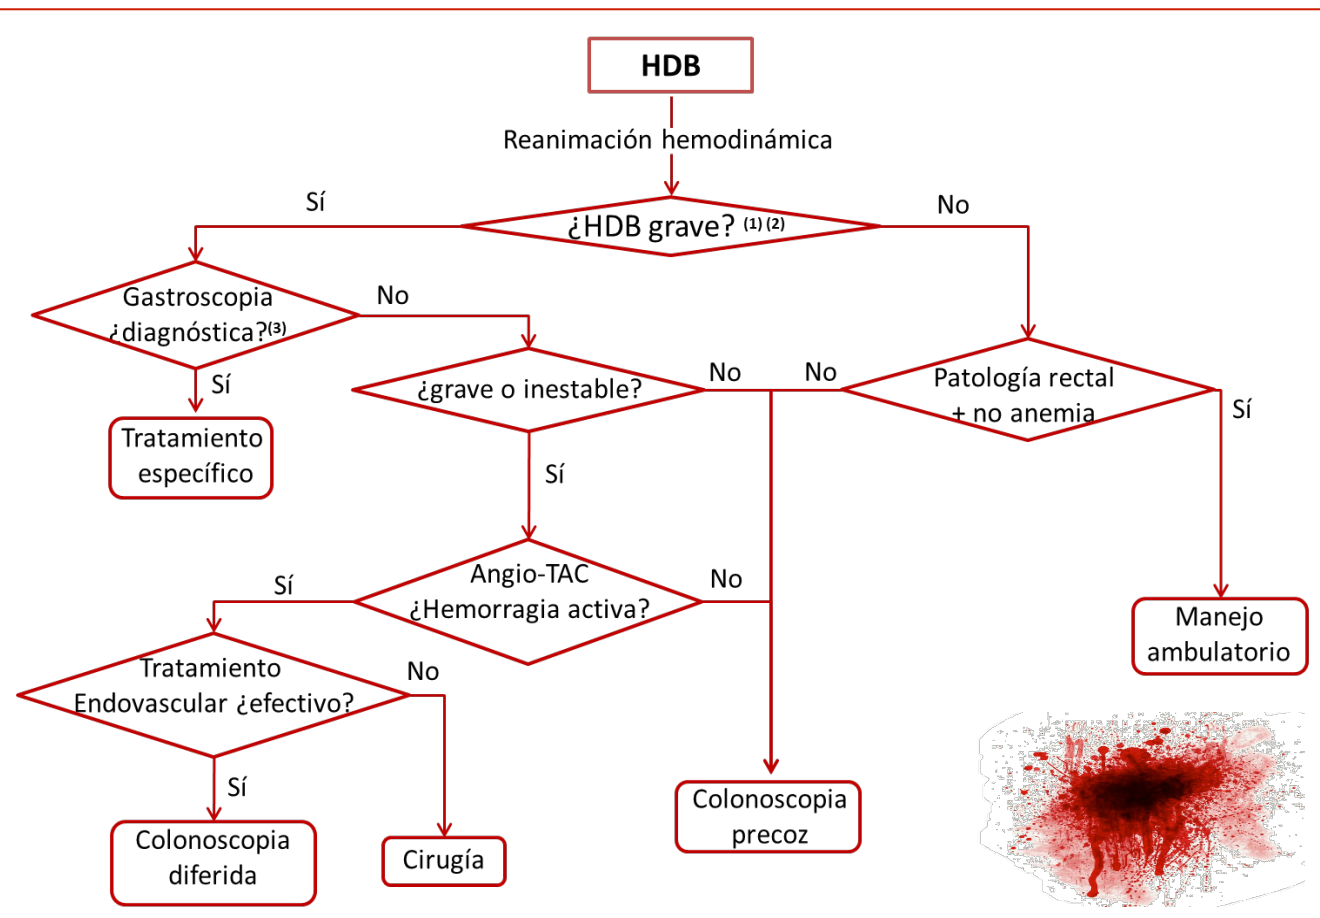 HDB
Reanimación hemodinámica
Sí
No
¿HDB grave? (1) (2)
Gastroscopia
¿diagnóstica?(3)
No
Sí
Tratamiento
específico
¿grave o inestable?
No
No
Patología rectal
+ no anemia
Sí
Sí
Angio-TAC
¿Hemorragia activa?
Sí
No
Manejo
ambulatorio
Tratamiento
Endovascular ¿efectivo?
No
Sí
Colonoscopia
diferida
Cirugía
Colonoscopia
precoz